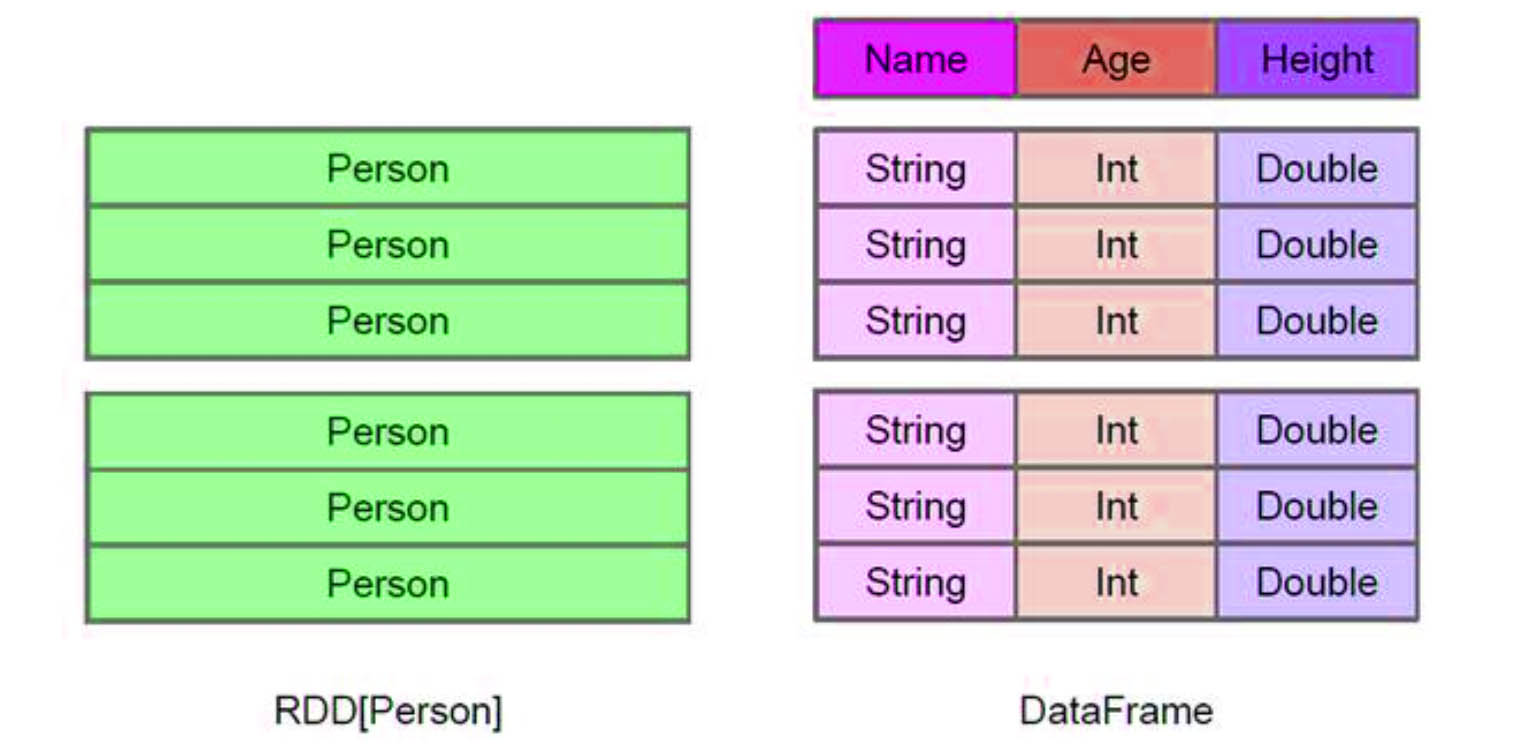 Name Age Height
Person String Int Double
Person String Int Double
Person String Int Double
Person String Int Double
Person String Int Double
Person String Int Double
RDD[Person] DataFrame